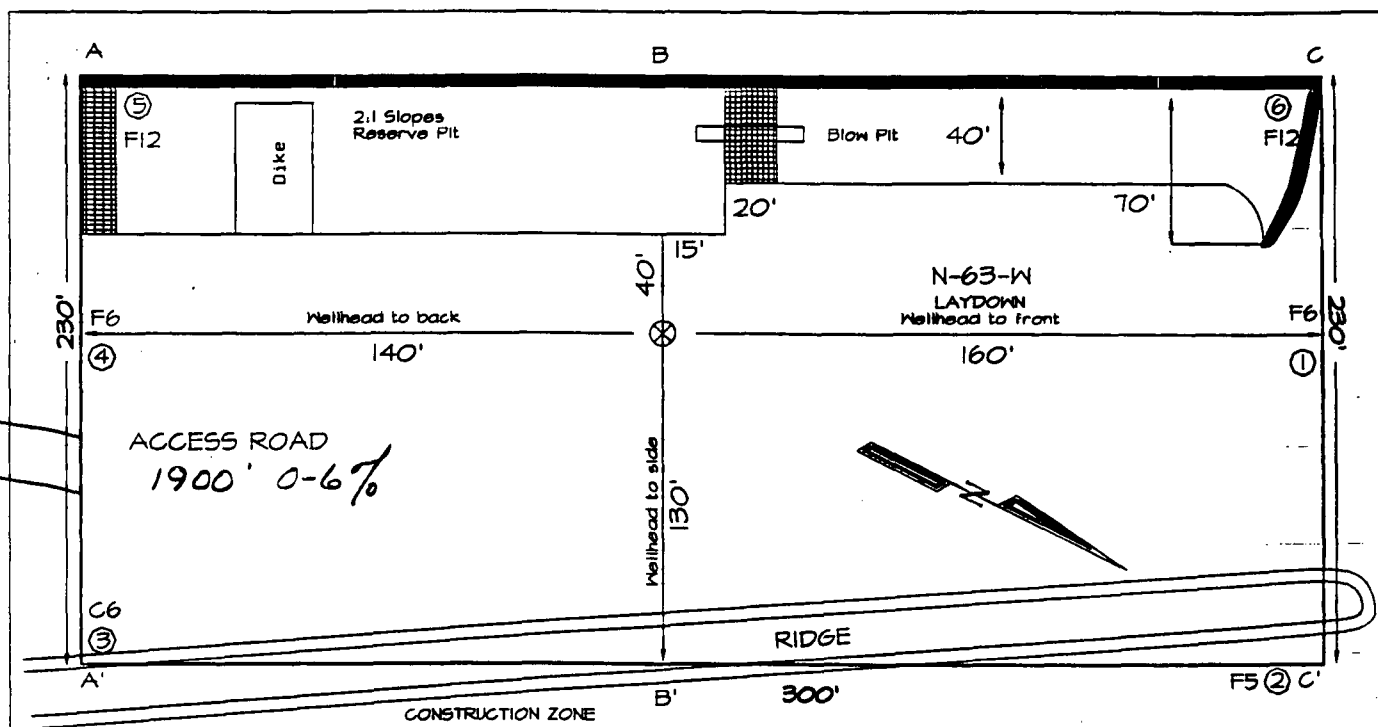 A B C
⑤ F12
Dike
2:1 Slopes
Reserve Pit
Blow Pit
40'
⑥ F12
20'
70'
15'
40'
N-63-W
LAYDOWN
230'
F6
Wellhead to back
Wellhead to front
F6
230'
④
140'
160'
①
ACCESS ROAD
1900' 0-6%
Wellhead to side
130'
N
C6
③
RIDGE
A' B' 300' F5 ② C'
CONSTRUCTION ZONE